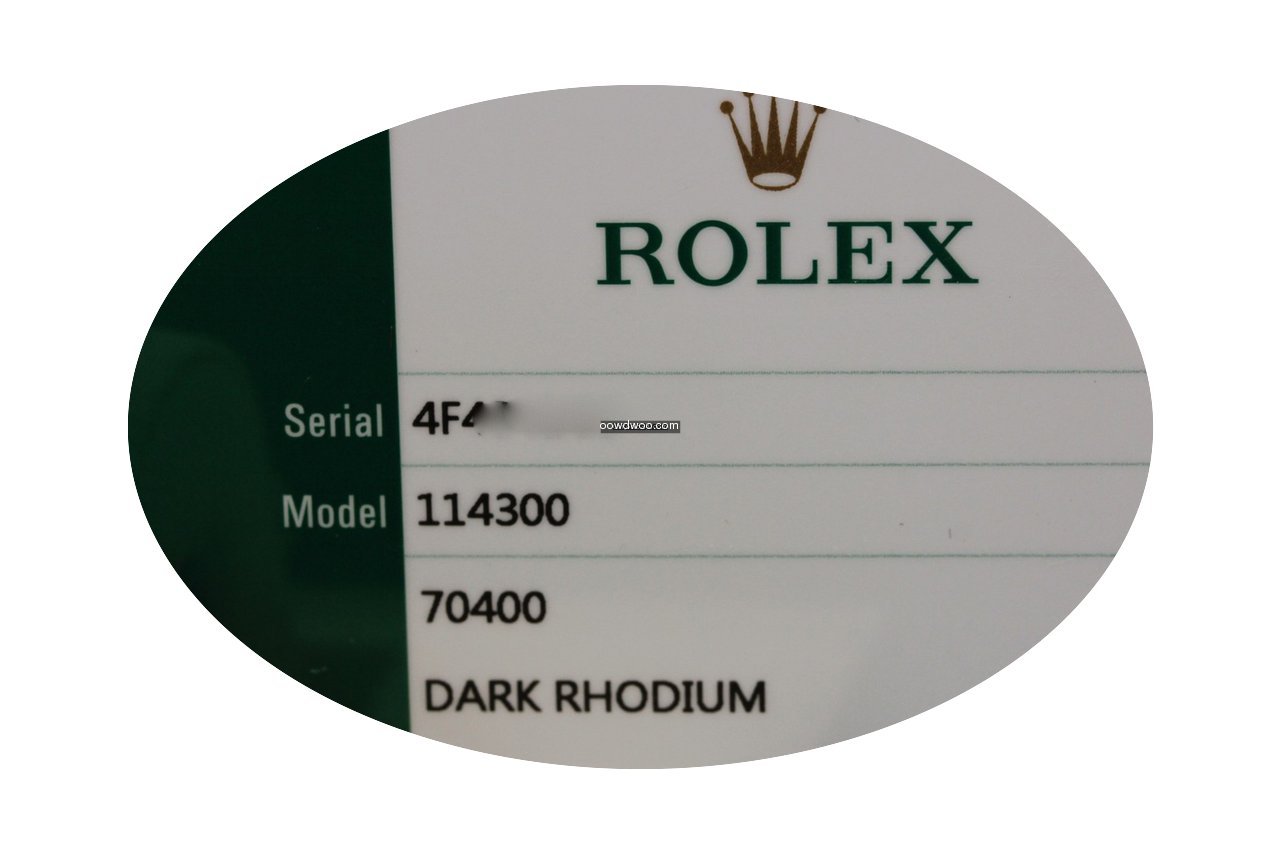 ROLEX
Serial 4F4
oowdwoo.com
Model 114300
70400
DARK RHODIUM